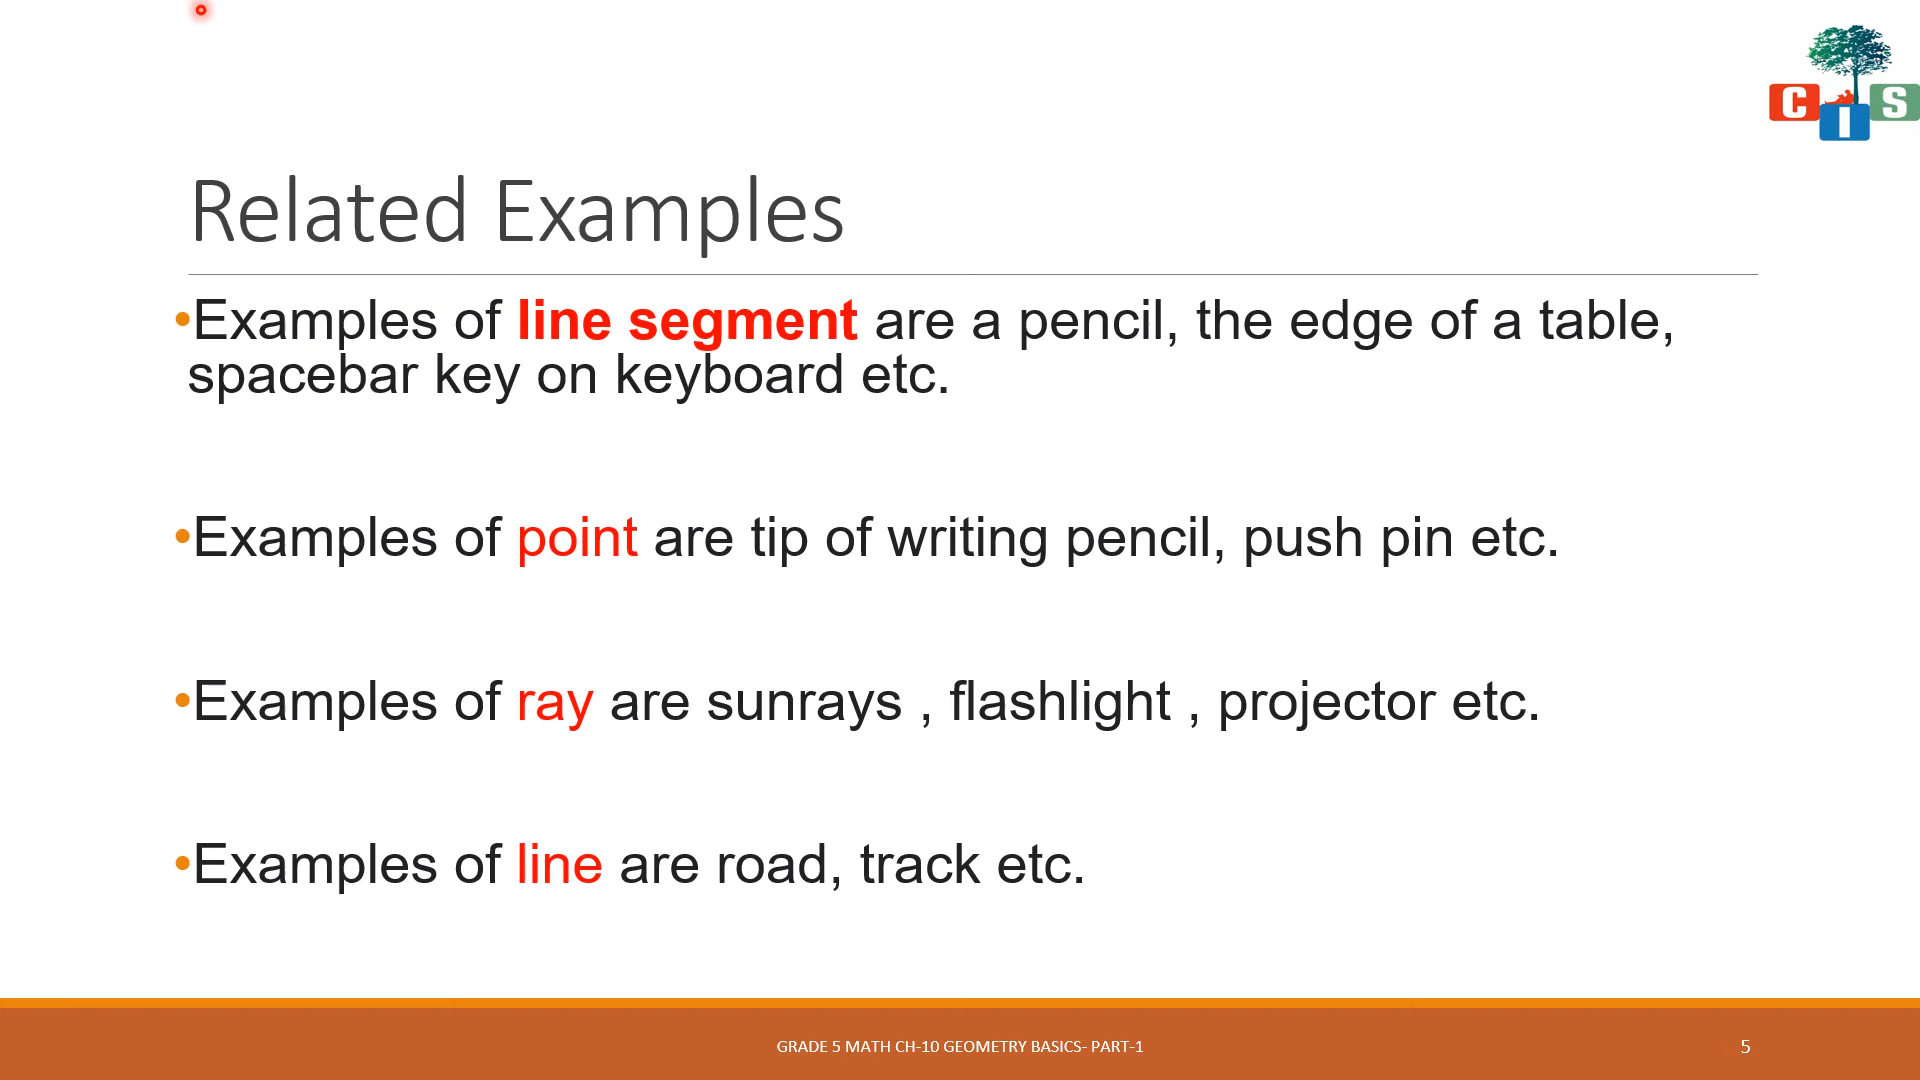 C I S
Related Examples
•Examples of line segment are a pencil, the edge of a table,
spacebar key on keyboard etc.
•Examples of point are tip of writing pencil, push pin etc.
•Examples of ray are sunrays , flashlight , projector etc.
•Examples of line are road, track etc.
GRADE 5 MATH CH-10 GEOMETRY BASICS- PART-1
5